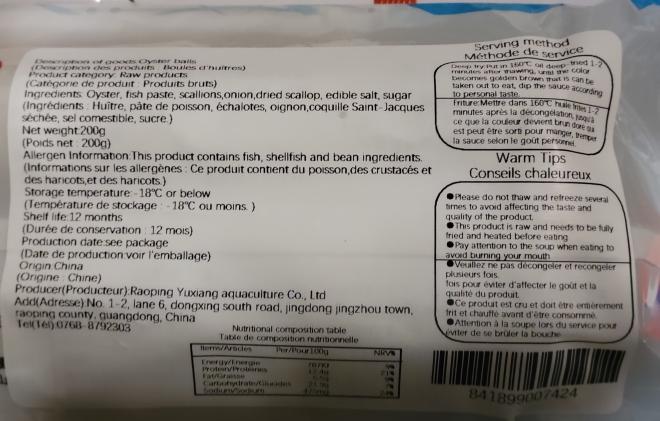 Description of goods Oyster balls
(Description des produits : Boules d'huîtres)
Product category: Raw products
(Catégorie de produit : Produits bruts)
Ingredients: Oyster, fish paste, scallions,onion,dried scallop, edible salt, sugar
(Ingrédients : Huître, pâte de poisson, échalotes, oignon,coquille Saint-Jacques
séchée, sel comestible, sucre.)
Net weight:200g
(Poids net : 200g)
Allergen Information:This product contains fish, shellfish and bean ingredients.
(Informations sur les allergènes : Ce produit contient du poisson,des crustacés et
des haricots,et des haricots.)
Storage temperature:-18℃ or below
(Température de stockage : -18℃ ou moins. )
Shelf life:12 months
(Durée de conservation : 12 mois)
Production date:see package
(Date de production:voir l'emballage)
Origin:China
(Origine : Chine)
Producer(Producteur):Raoping Yuxiang aquaculture Co., Ltd
Add(Adresse):No. 1-2, lane 6, dongxing south road, jingdong jingzhou town,
raoping county, guangdong, China
Tel(Tél):0768-8792303
Nutritional composition table
Table de composition nutritionnelle
Items/Articles Per/Pour100g NRV%
Energy/Energie
Protein/Protéines
Fat/Graisse
Carbohydrate/Glucides
Sodium/Sodium
Serving method
Méthode de service
Deep fry:Put in 160℃ oil deep- fried 1-2
minutes after thawing, until the color
becomes golden brown that is can be
taken out to eat, dip the sauce according
to personal taste.
Friture:Mettre dans 160℃ huile frites 1-2
minutes après la décongélation, jusqu'à
ce que la couleur devient brun doré qui
est peut être sorti pour manger, tremper
la sauce selon le goût personnel.
Warm Tips
Conseils chaleureux
●Please do not thaw and refreeze several
times to avoid affecting the taste and
quality of the product.
●This product is raw and needs to be fully
fried and heated before eating
●Pay attention to the soup when eating to
avoid burning your mouth
●Veuillez ne pas décongeler et recongeler
plusieurs fois.
fois pour éviter d'affecter le goût et la
qualité du produit.
●Ce produit est cru et doit être entièrement
frit et chauffé avant d'être consommé.
●Attention à la soupe lors du service pour
éviter de se brûler la bouche
841899007424